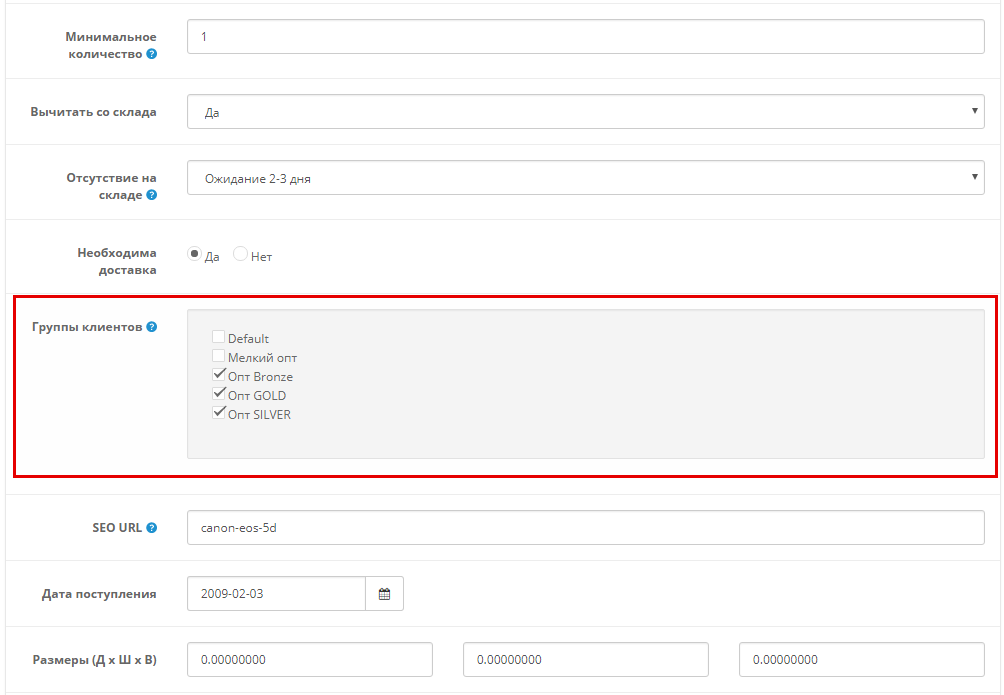 Минимальное
количество ?
1
Вычитать со склада
Да
Отсутствие на
складе ?
Ожидание 2-3 дня
Необходима
доставка
Да Нет
Группы клиентов ?
Default
Мелкий опт
Опт Bronze
Опт GOLD
Опт SILVER
SEO URL ?
canon-eos-5d
Дата поступления
2009-02-03
Размеры (Д x Ш x В)
0.00000000 0.00000000 0.00000000